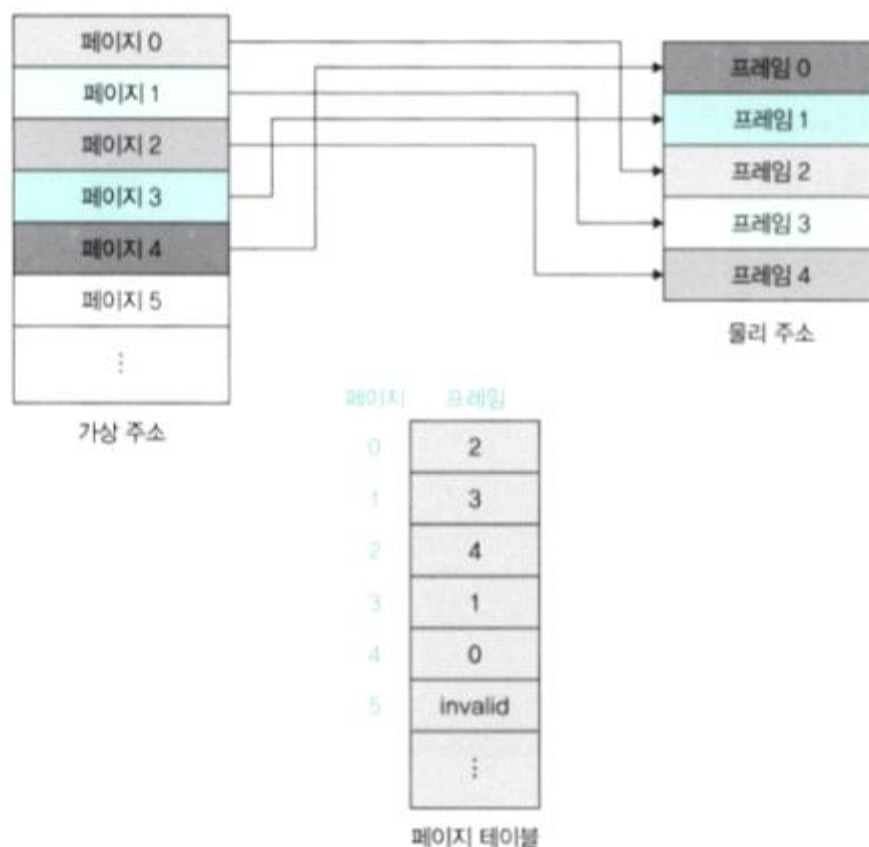 페이지 0
페이지 1
페이지 2
페이지 3
페이지 4
페이지 5
⋮
가상 주소
프레임 0
프레임 1
프레임 2
프레임 3
프레임 4
물리 주소
페이지 프레임
0 2
1 3
2 4
3 1
4 0
5 invalid
⋮
페이지 테이블